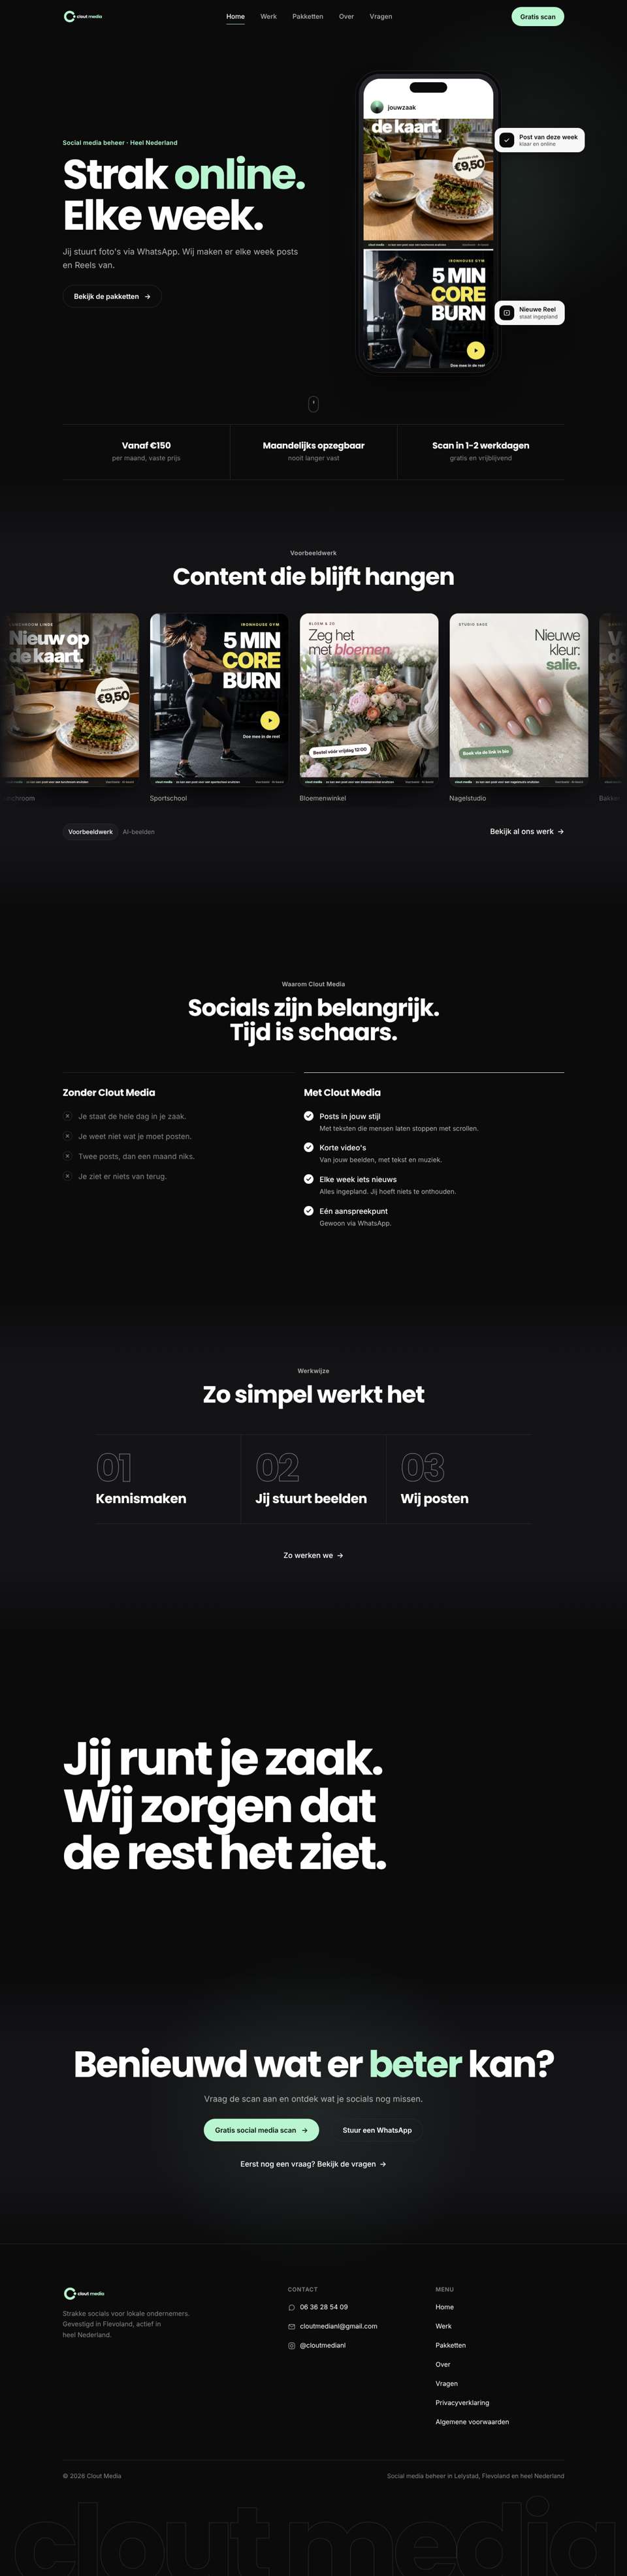 clout media
Home
Werk
Pakketten
Over
Vragen
Gratis scan
Social media beheer · Heel Nederland
Strak online.
Elke week.
Jij stuurt foto's via WhatsApp. Wij maken er elke week posts
en Reels van.
Bekijk de pakketten →
jouwzaak
de kaart.
€9,50
IRONHOUSE GYM
5 MIN
CORE
BURN
Doe mee in de reel
Post van deze week
klaar en online
Nieuwe Reel
staat ingepland
Vanaf €150
per maand, vaste prijs
Maandelijks opzegbaar
nooit langer vast
Scan in 1-2 werkdagen
gratis en vrijblijvend
Voorbeeldwerk
Content die blijft hangen
Nieuw op
de kaart.
€9,50
IRONHOUSE GYM
5 MIN
CORE
BURN
Doe mee in de reel
BLOEM & ZO
Zeg het
met bloemen.
Bestel vóór vrijdag 12:00
STUDIO SAGE
Nieuwe
kleur:
salie.
Boek via de link in bio
Sportschool
Bloemenwinkel
Nagelstudio
Voorbeeldwerk
AI-beelden
Bekijk al ons werk →
Waarom Clout Media
Socials zijn belangrijk.
Tijd is schaars.
Zonder Clout Media
Je staat de hele dag in je zaak.
Je weet niet wat je moet posten.
Twee posts, dan een maand niks.
Je ziet er niets van terug.
Met Clout Media
Posts in jouw stijl
Met teksten die mensen laten stoppen met scrollen.
Korte video's
Van jouw beelden, met tekst en muziek.
Elke week iets nieuws
Alles ingepland. Jij hoeft niets te onthouden.
Eén aanspreekpunt
Gewoon via WhatsApp.
Werkwijze
Zo simpel werkt het
01
Kennismaken
02
Jij stuurt beelden
03
Wij posten
Zo werken we →
Jij runt je zaak.
Wij zorgen dat
de rest het ziet.
Benieuwd wat er beter kan?
Vraag de scan aan en ontdek wat je socials nog missen.
Gratis social media scan →
Stuur een WhatsApp
Eerst nog een vraag? Bekijk de vragen →
clout media
Strakke socials voor lokale ondernemers.
Gevestigd in Flevoland, actief in
heel Nederland.
CONTACT
06 36 28 54 09
cloutmedianl@gmail.com
@cloutmedianl
MENU
Home
Werk
Pakketten
Over
Vragen
Privacyverklaring
Algemene voorwaarden
© 2026 Clout Media
Social media beheer in Lelystad, Flevoland en heel Nederland
clout media